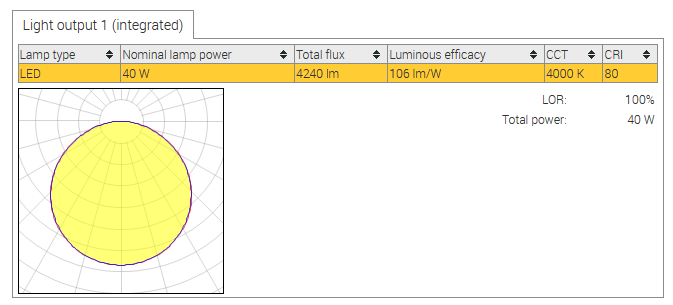 Light output 1 (integrated)
Lamp type Nominal lamp power Total flux Luminous efficacy CCT CRI
LED 40 W 4240 lm 106 lm/W 4000 K 80
LOR: 100%
Total power: 40 W